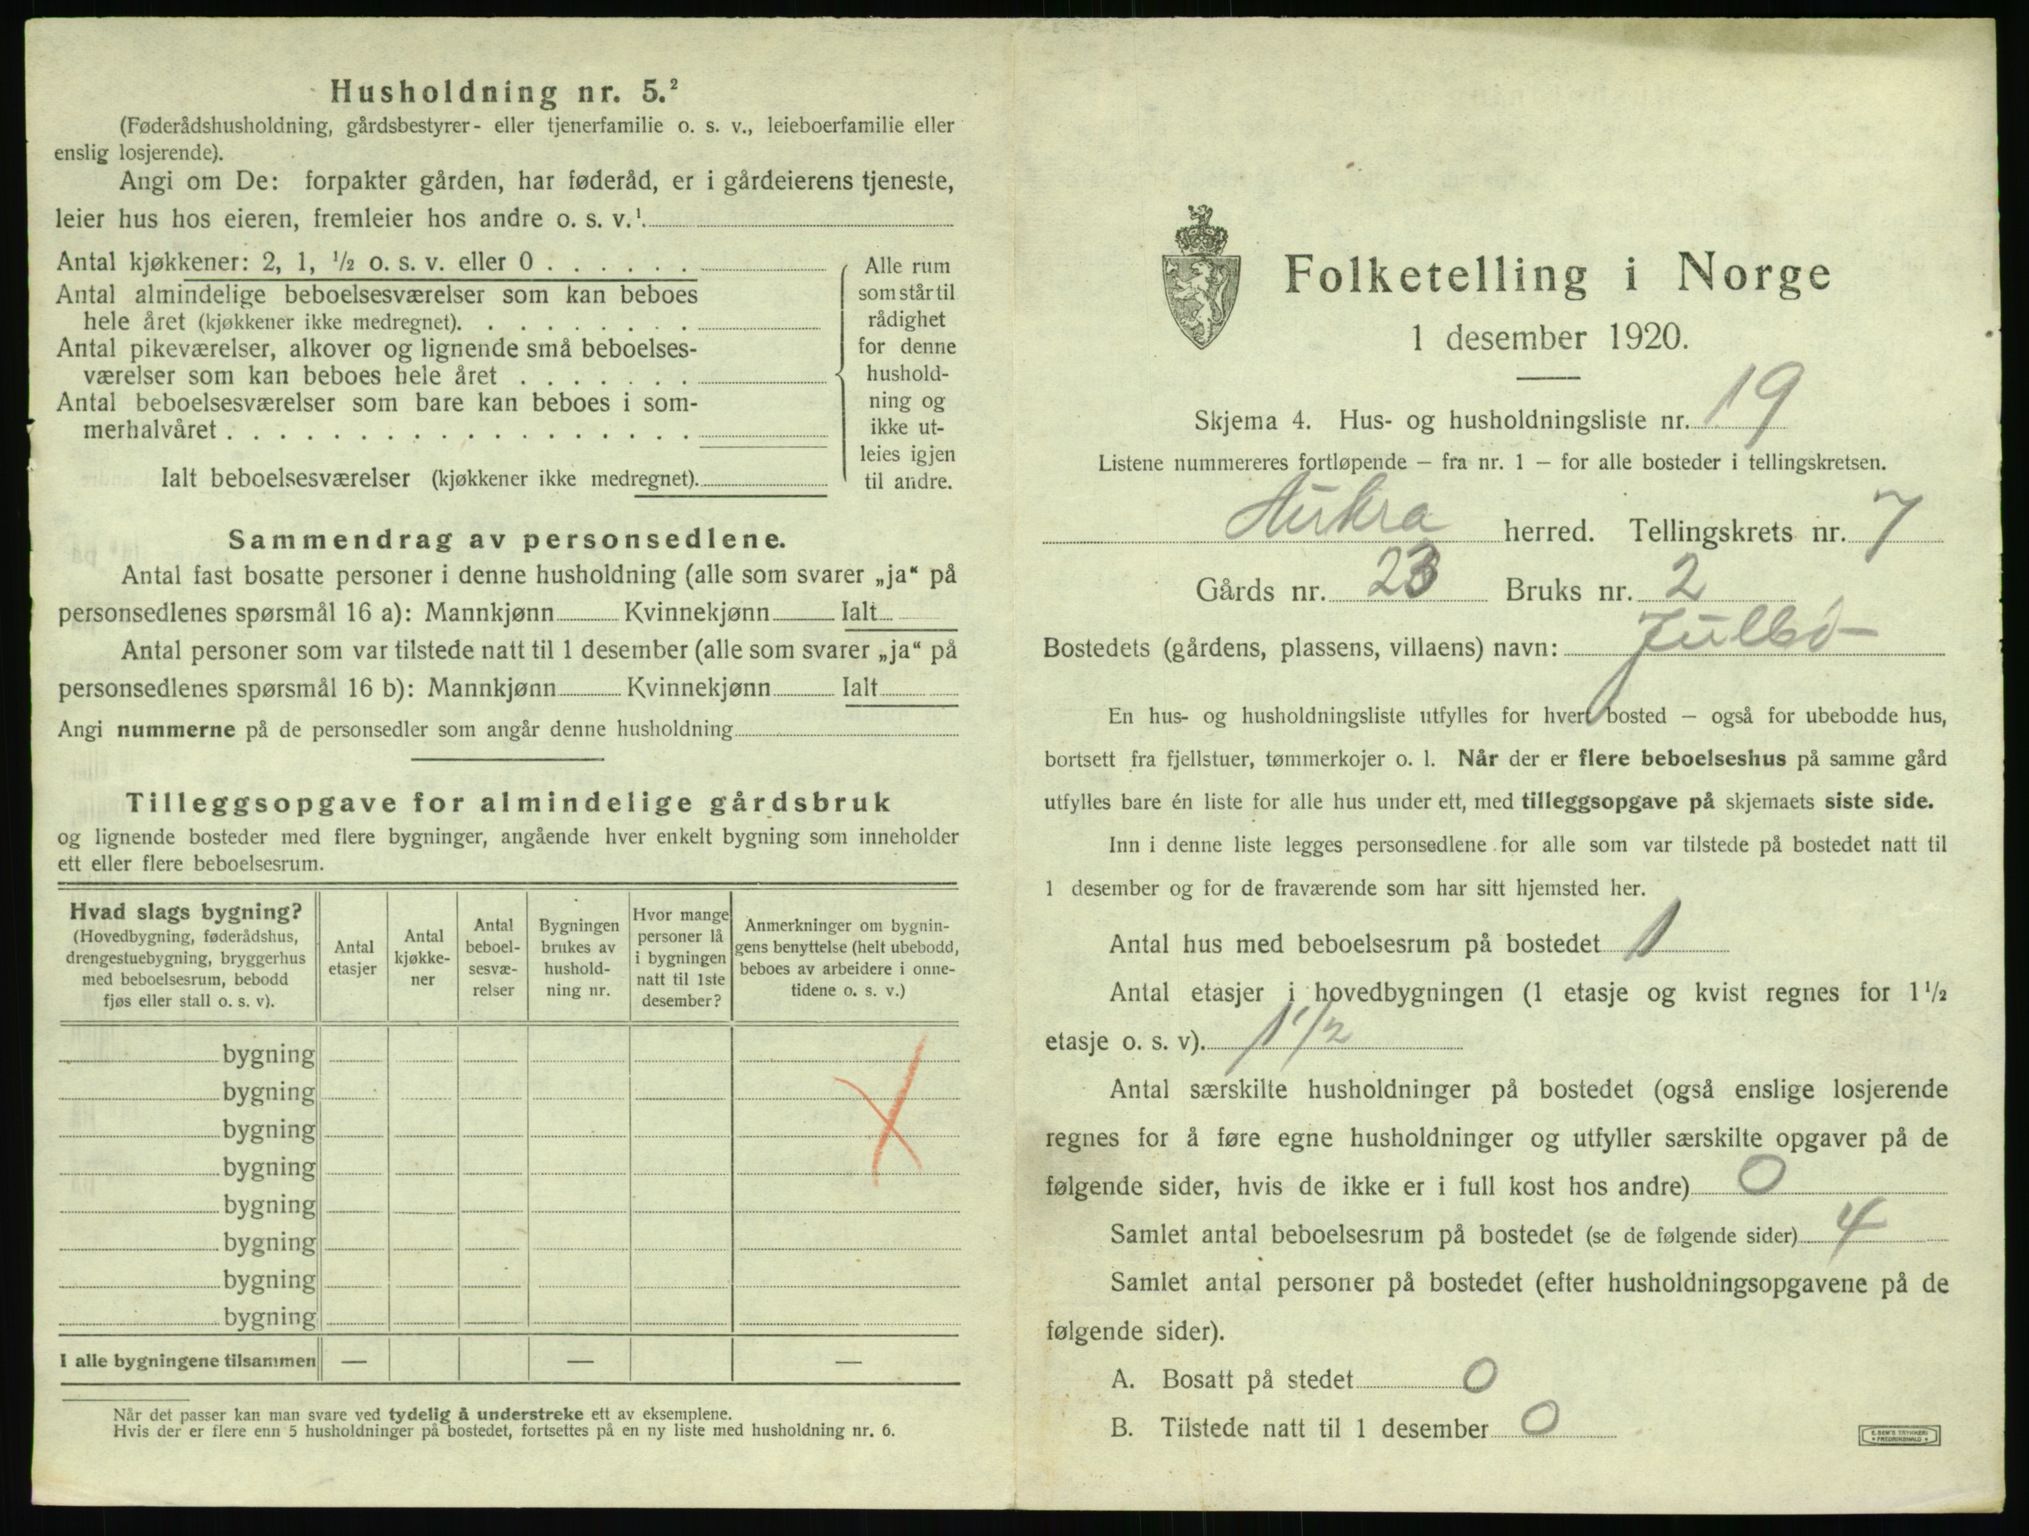 Husholdning nr. 5.²
(Føderådshusholdning, gårdsbestyrer- eller tjenerfamilie o. s. v., leieboerfamilie eller
enslig losjerende).
Angi om De: forpakter gården, har føderåd, er i gårdeierens tjeneste,
leier hus hos eieren, fremleier hos andre o. s. v.¹
Antal kjøkkener: 2, 1, ½ o. s. v. eller 0 . . . . . .
Antal almindelige beboelsesværelser som kan beboes
hele året (kjøkkener ikke medregnet). . . . . . . . .
Antal pikeværelser, alkover og lignende små beboelses-
værelser som kan beboes hele året . . . . . . .
Antal beboelsesværelser som bare kan beboes i som-
merhalvåret . . . . . . . . . . . . . . . . . .
Ialt beboelsesværelser (kjøkkener ikke medregnet).
Alle rum
som står til
rådighet
for denne
hushold-
ning og
ikke ut-
leies igjen
til andre.
Sammendrag av personsedlene.
Antal fast bosatte personer i denne husholdning (alle som svarer „ja“ på
personsedlenes spørsmål 16 a): Mannkjønn Kvinnekjønn Ialt
Antal personer som var tilstede natt til 1 desember (alle som svarer „ja“ på
personsedlenes spørsmål 16 b): Mannkjønn Kvinnekjønn Ialt
Angi nummerne på de personsedler som angår denne husholdning
Tilleggsopgave for almindelige gårdsbruk
og lignende bosteder med flere bygninger, angående hver enkelt bygning som inneholder
ett eller flere beboelsesrum.
Hvad slags bygning?
(Hovedbygning, føderådshus,
drengestuebygning, bryggerhus
med beboelsesrum, bebodd
fjøs eller stall o. s. v).
Antal
etasjer
Antal
kjøkke-
ner
Antal
beboel-
sesvæ-
relser
Bygningen
brukes av
hushold-
ning nr.
Hvor mange
personer lå
i bygningen
natt til 1ste
desember?
Anmerkninger om bygnin-
gens benyttelse (helt ubebodd,
beboes av arbeidere i onne-
tidene o. s. v.)
bygning
bygning
bygning
bygning
bygning
bygning
bygning
bygning
I alle bygningene tilsammen — — —
Når det passer kan man svare ved tydelig å understreke ett av eksemplene.
Hvis der er flere enn 5 husholdninger på bostedet, fortsettes på en ny liste med husholdning nr. 6.
Folketelling i Norge
1 desember 1920.
Skjema 4. Hus- og husholdningsliste nr. 19
Listene nummereres fortløpende – fra nr. 1 – for alle bosteder i tellingskretsen.
Aukra herred. Tellingskrets nr. 7
Gårds nr. 23 Bruks nr. 2
Bostedets (gårdens, plassens, villaens) navn: Julbø
En hus- og husholdningsliste utfylles for hvert bosted – også for ubebodde hus,
bortsett fra fjellstuer, tømmerkojer o. l. Når der er flere beboelseshus på samme gård
utfylles bare én liste for alle hus under ett, med tilleggsopgave på skjemaets siste side.
Inn i denne liste legges personsedlene for alle som var tilstede på bostedet natt til
1 desember og for de fraværende som har sitt hjemsted her.
Antal hus med beboelsesrum på bostedet 1
Antal etasjer i hovedbygningen (1 etasje og kvist regnes for 1½
etasje o. s. v). 1½
Antal særskilte husholdninger på bostedet (også enslige losjerende
regnes for å føre egne husholdninger og utfyller særskilte opgaver på de
følgende sider, hvis de ikke er i full kost hos andre) 0
Samlet antal beboelsesrum på bostedet (se de følgende sider) 4
Samlet antal personer på bostedet (efter husholdningsopgavene på de
følgende sider).
A. Bosatt på stedet 0
B. Tilstede natt til 1 desember 0
E. SEM'S TRYKKERI
FREDRIKSHALD